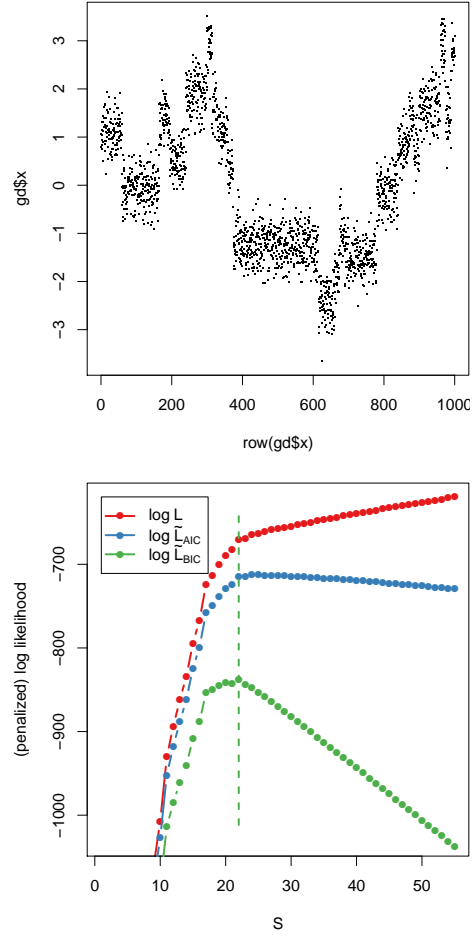 3
2
1
0
−1
−2
−3
gd$x
0 200 400 600 800 1000
row(gd$x)
−700
−800
−900
−1000
(penalized) log likelihood
log L
log L̃AIC
log L̃BIC
0 10 20 30 40 50
S